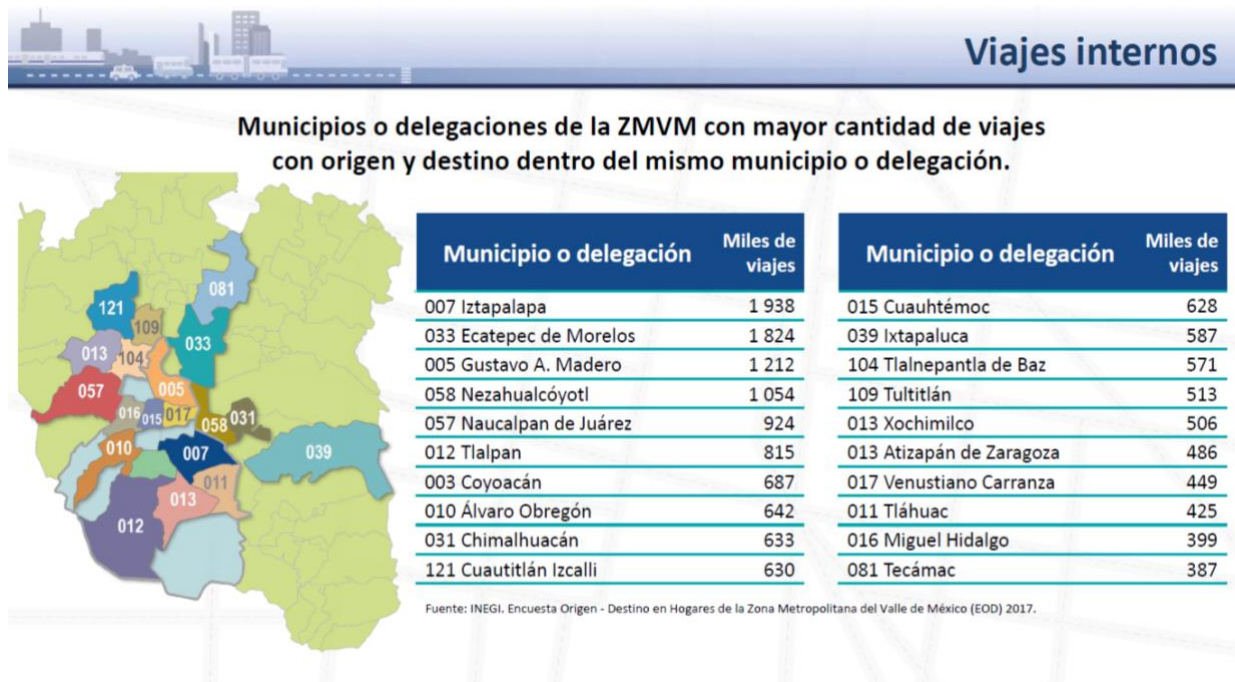 Viajes internos
Municipios o delegaciones de la ZMVM con mayor cantidad de viajes
con origen y destino dentro del mismo municipio o delegación.
081
121
109
033
013
104
057
005
016
015
017
058
031
010
007
039
011
013
012
Municipio o delegación
Miles de
viajes
007 Iztapalapa 1 938
033 Ecatepec de Morelos 1 824
005 Gustavo A. Madero 1 212
058 Nezahualcóyotl 1 054
057 Naucalpan de Juárez 924
012 Tlalpan 815
003 Coyoacán 687
010 Álvaro Obregón 642
031 Chimalhuacán 633
121 Cuautitlán Izcalli 630
Municipio o delegación
Miles de
viajes
015 Cuauhtémoc 628
039 Ixtapaluca 587
104 Tlalnepantla de Baz 571
109 Tultitlán 513
013 Xochimilco 506
013 Atizapán de Zaragoza 486
017 Venustiano Carranza 449
011 Tláhuac 425
016 Miguel Hidalgo 399
081 Tecámac 387
Fuente: INEGI. Encuesta Origen - Destino en Hogares de la Zona Metropolitana del Valle de México (EOD) 2017.